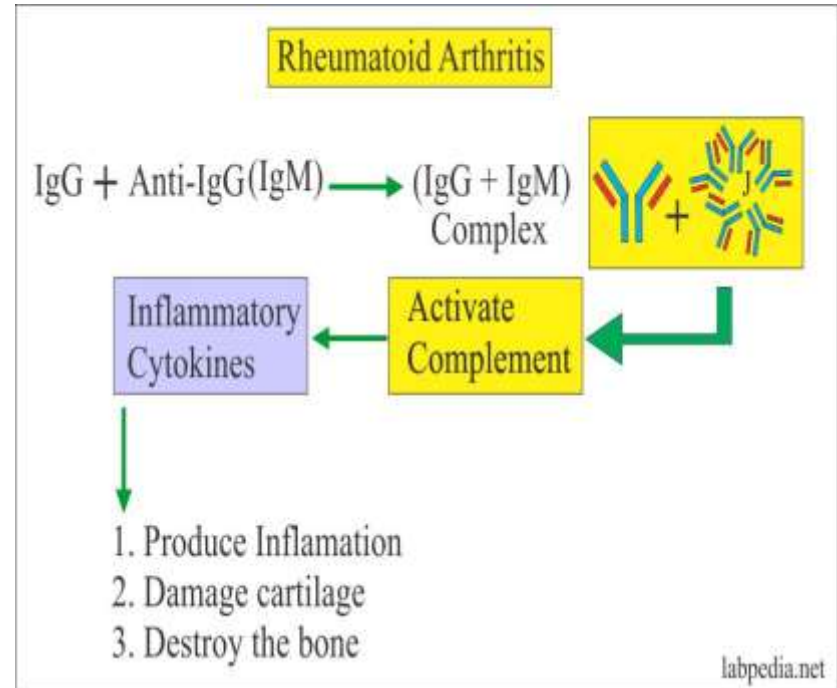 Rheumatoid Arthritis
IgG + Anti-IgG(IgM) (IgG + IgM)
Complex
+
J
Inflammatory
Cytokines
Activate
Complement
1. Produce Inflamation
2. Damage cartilage
3. Destroy the bone
labpedia.net